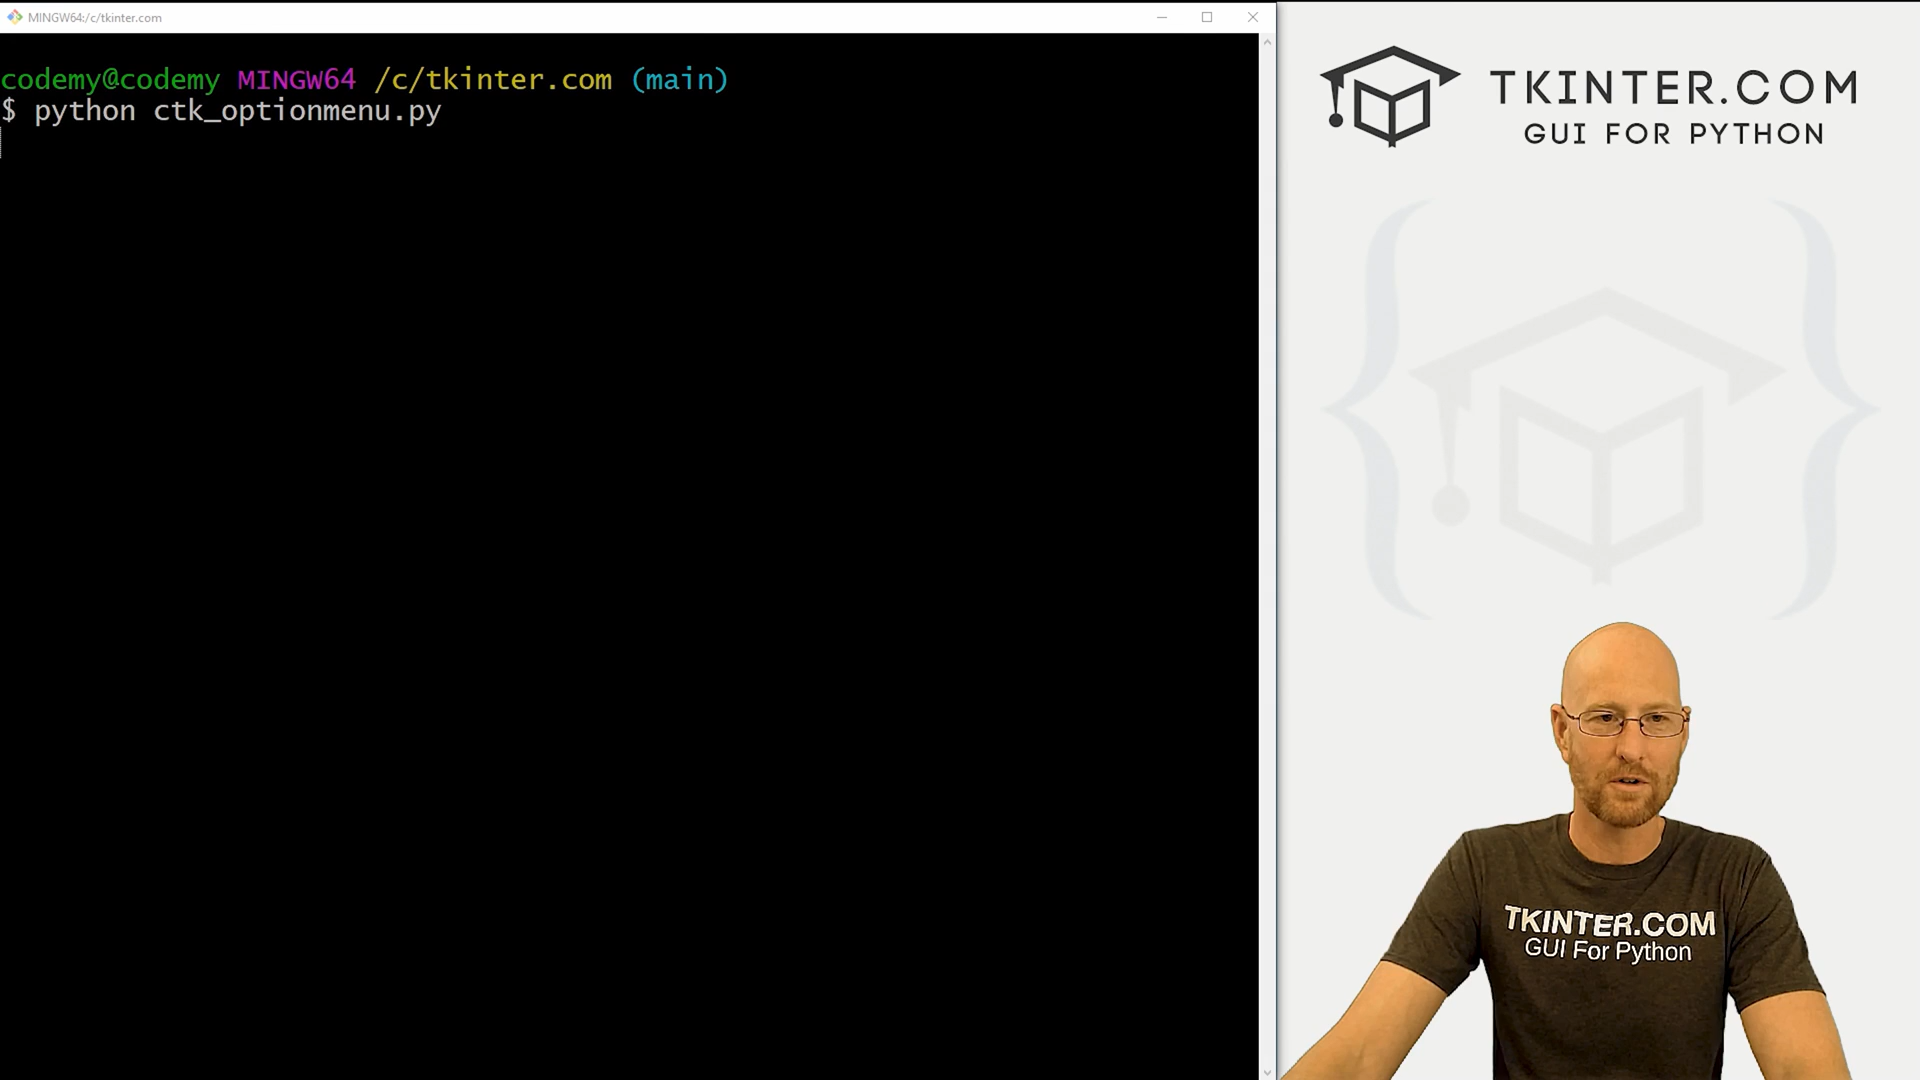 MINGW64:/c/tkinter.com
codemy@codemy MINGW64 /c/tkinter.com (main)
$ python ctk_optionmenu.py
TKINTER.COM
GUI FOR PYTHON
TKINTER.COM
GUI For Python